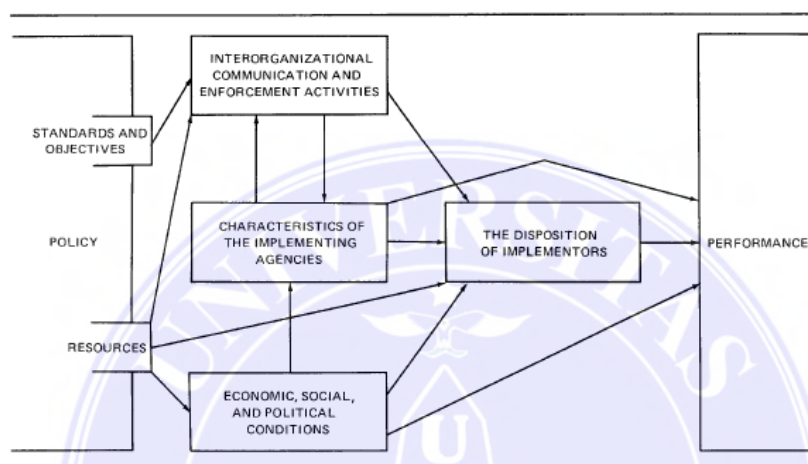 INTERORGANIZATIONAL
COMMUNICATION AND
ENFORCEMENT ACTIVITIES
STANDARDS AND
OBJECTIVES
CHARACTERISTICS OF
THE IMPLEMENTING
AGENCIES
THE DISPOSITION
OF IMPLEMENTORS
POLICY
PERFORMANCE
RESOURCES
ECONOMIC, SOCIAL,
AND POLITICAL
CONDITIONS
UNIVERSITAS
U